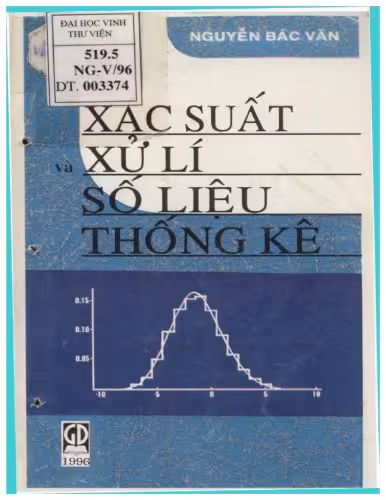 ĐẠI HỌC VINH
THƯ VIỆN
519.5
NG-V/96
DT. 003374
NGUYỄN BÁC VĂN
XÁC SUẤT
và XỬ LÍ
SỐ LIỆU
THỐNG KÊ
0.15
0.10
0.05
-10 -5 0 5 10
GD
1996